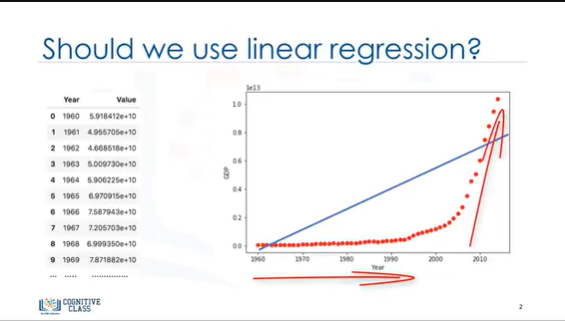 Should we use linear regression?
Year Value
0 1960 5.918412e+10
1 1961 4.955705e+10
2 1962 4.668518e+10
3 1963 5.009730e+10
4 1964 5.906225e+10
5 1965 6.970915e+10
6 1966 7.587943e+10
7 1967 7.205703e+10
8 1968 6.999350e+10
9 1969 7.871882e+10
... ..... ...............
1e13
1.0
0.8
0.6
0.4
0.2
0.0
GDP
1960 1970 1980 1990 2000 2010
Year
COGNITIVE
CLASS
2